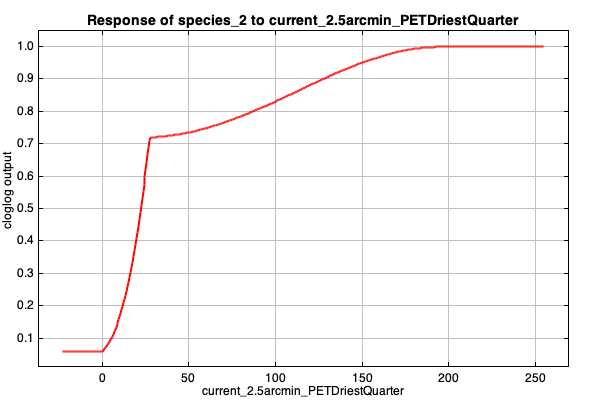 Response of species_2 to current_2.5arcmin_PETDriestQuarter
1.0
0.9
0.8
0.7
0.6
0.5
0.4
0.3
0.2
0.1
cloglog output
0 50 100 150 200 250
current_2.5arcmin_PETDriestQuarter